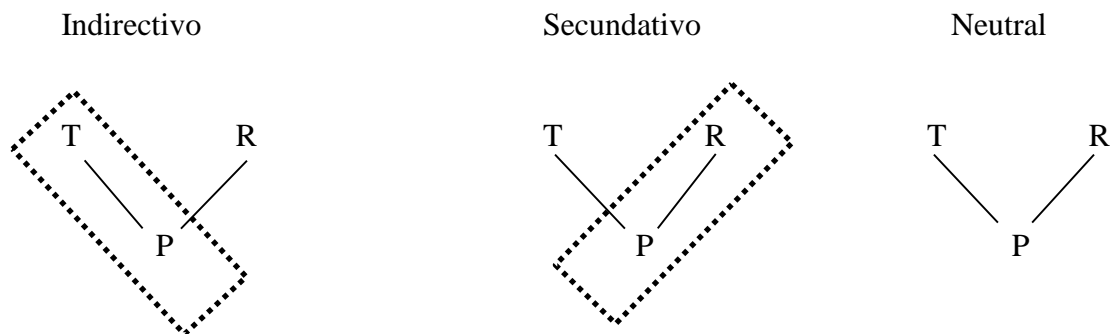 Indirectivo Secundativo Neutral
T R T R T R
P P P